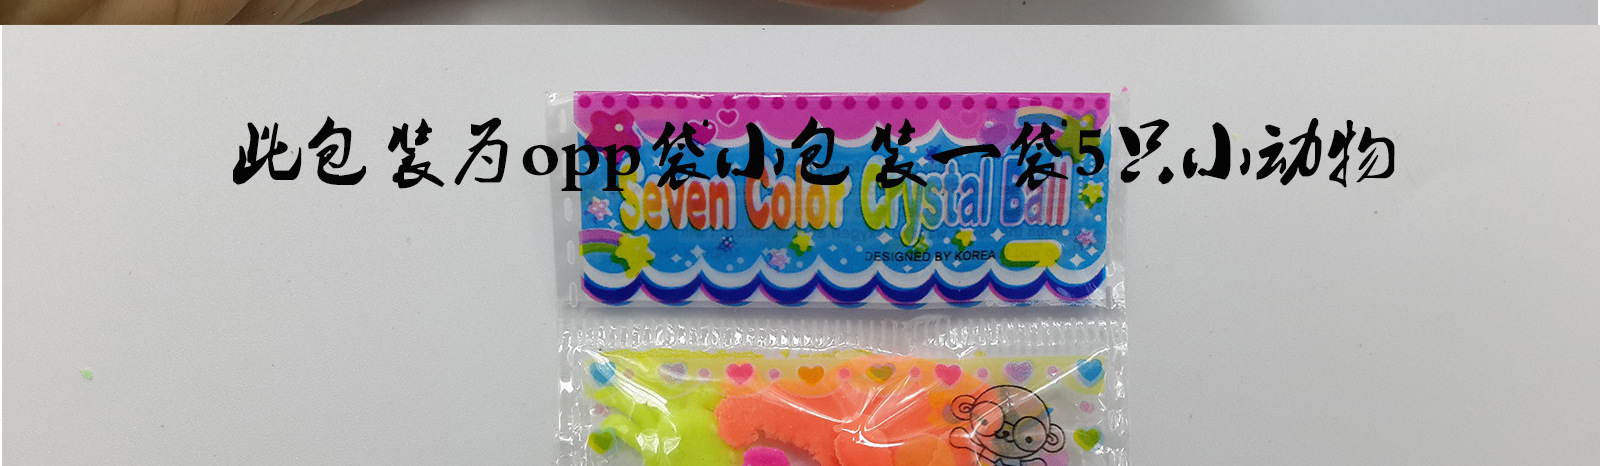 此包装为opp袋小包装一袋5只小动物
Seven Color Crystal Ball
DESIGNED BY KOREA